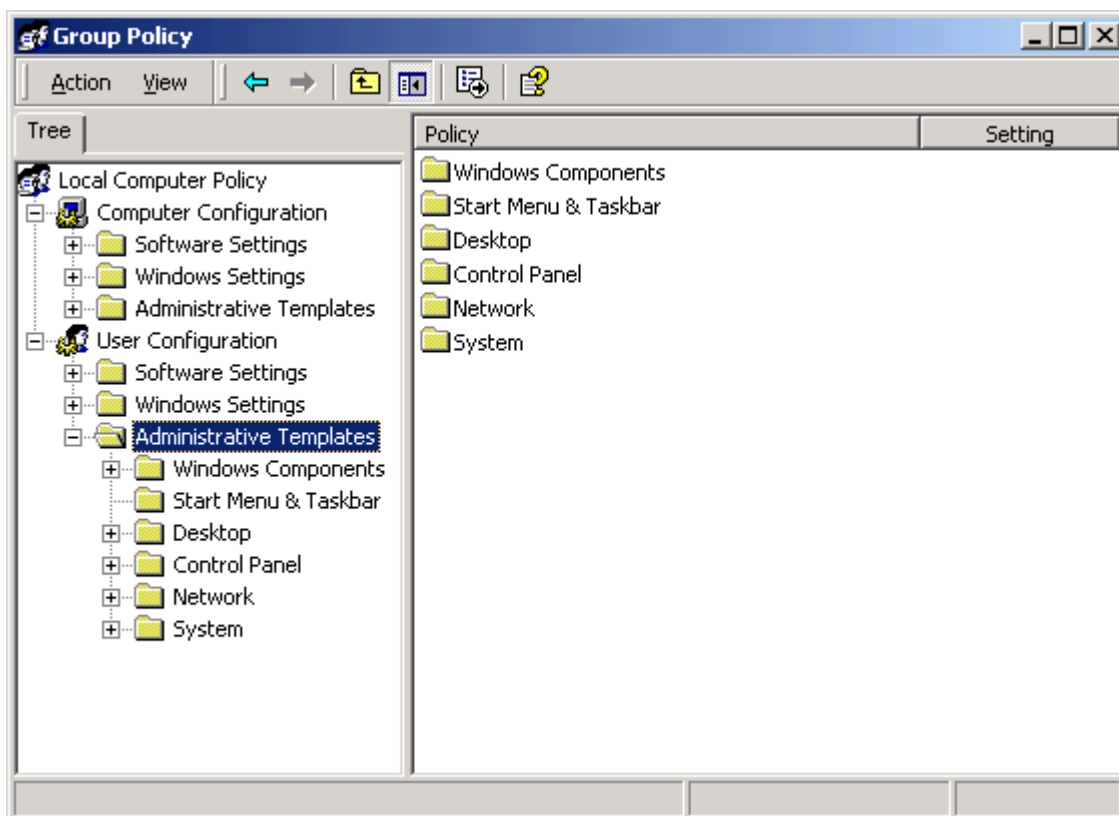 Group Policy
Action View
Tree
Policy Setting
Local Computer Policy
Computer Configuration
Software Settings
Windows Settings
Administrative Templates
User Configuration
Software Settings
Windows Settings
Administrative Templates
Windows Components
Start Menu & Taskbar
Desktop
Control Panel
Network
System
Windows Components
Start Menu & Taskbar
Desktop
Control Panel
Network
System